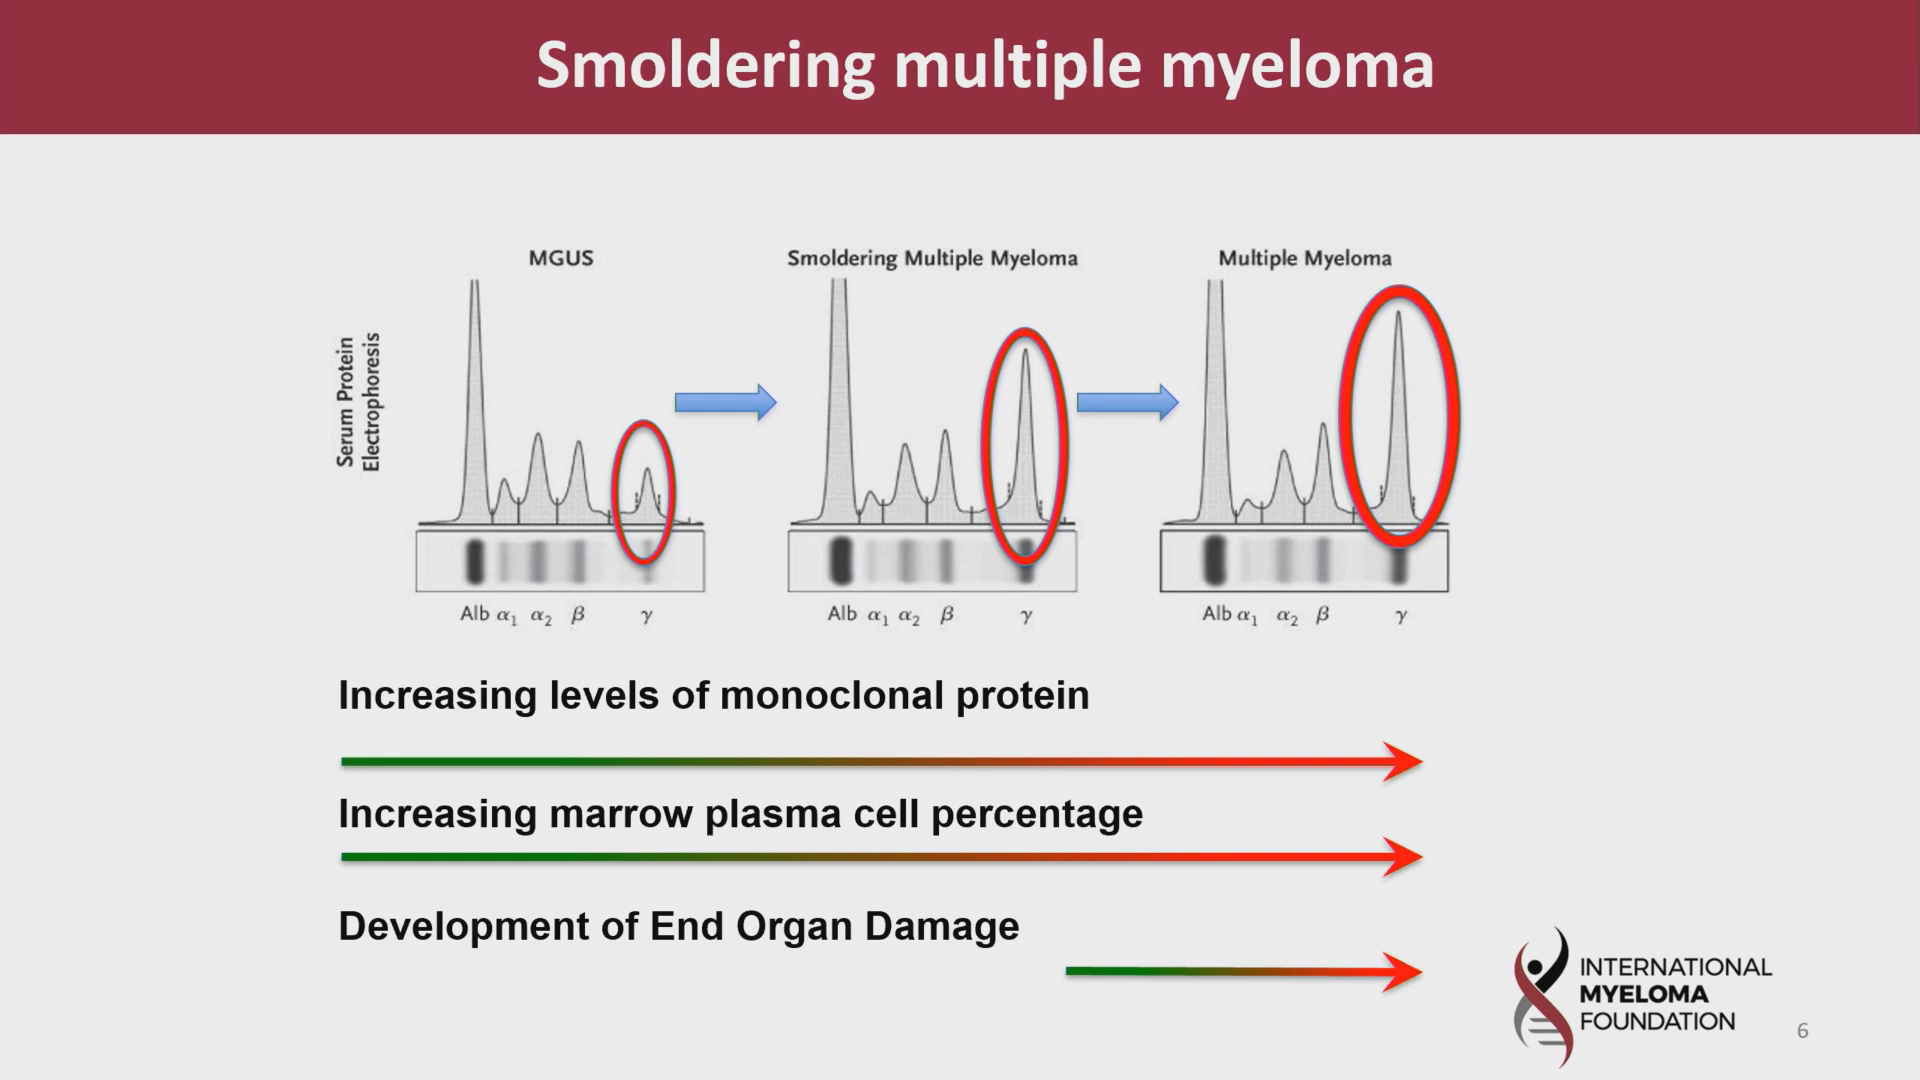 Smoldering multiple myeloma
MGUS
Smoldering Multiple Myeloma
Multiple Myeloma
Serum Protein
Electrophoresis
Alb α1 α2 β γ
Alb α1 α2 β γ
Alb α1 α2 β γ
Increasing levels of monoclonal protein
Increasing marrow plasma cell percentage
Development of End Organ Damage
INTERNATIONAL
MYELOMA
FOUNDATION
6